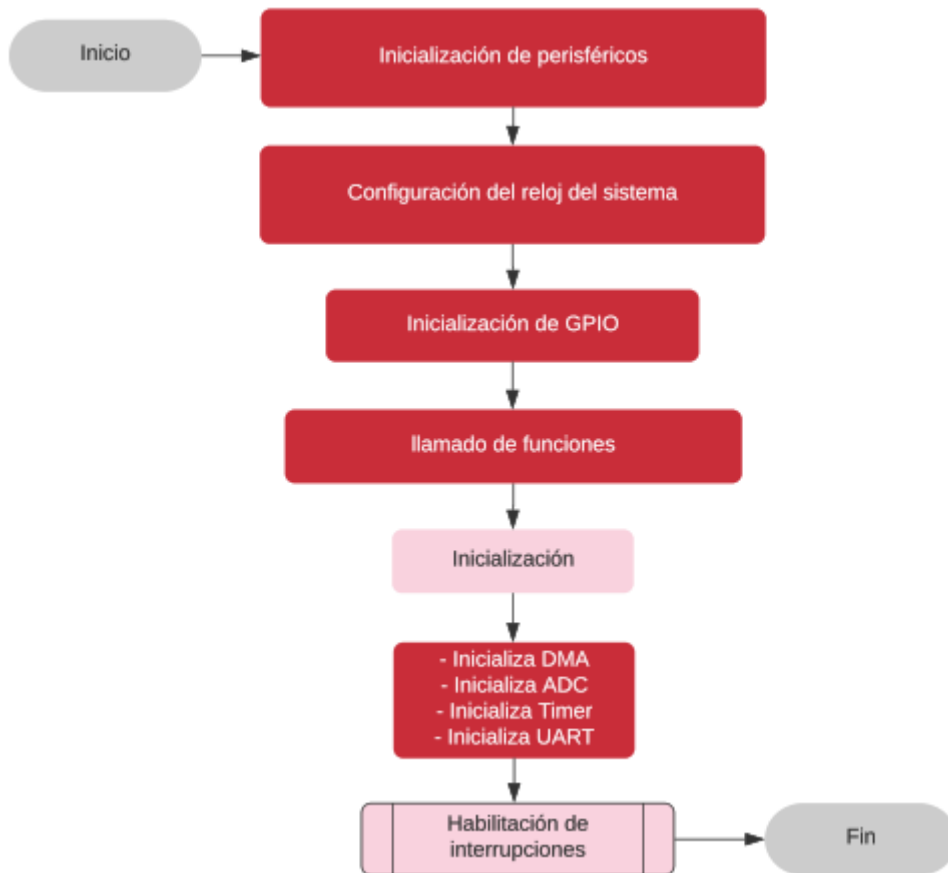 Inicio
Inicialización de perisféricos
Configuración del reloj del sistema
Inicialización de GPIO
llamado de funciones
Inicialización
- Inicializa DMA
- Inicializa ADC
- Inicializa Timer
- Inicializa UART
Habilitación de
interrupciones
Fin